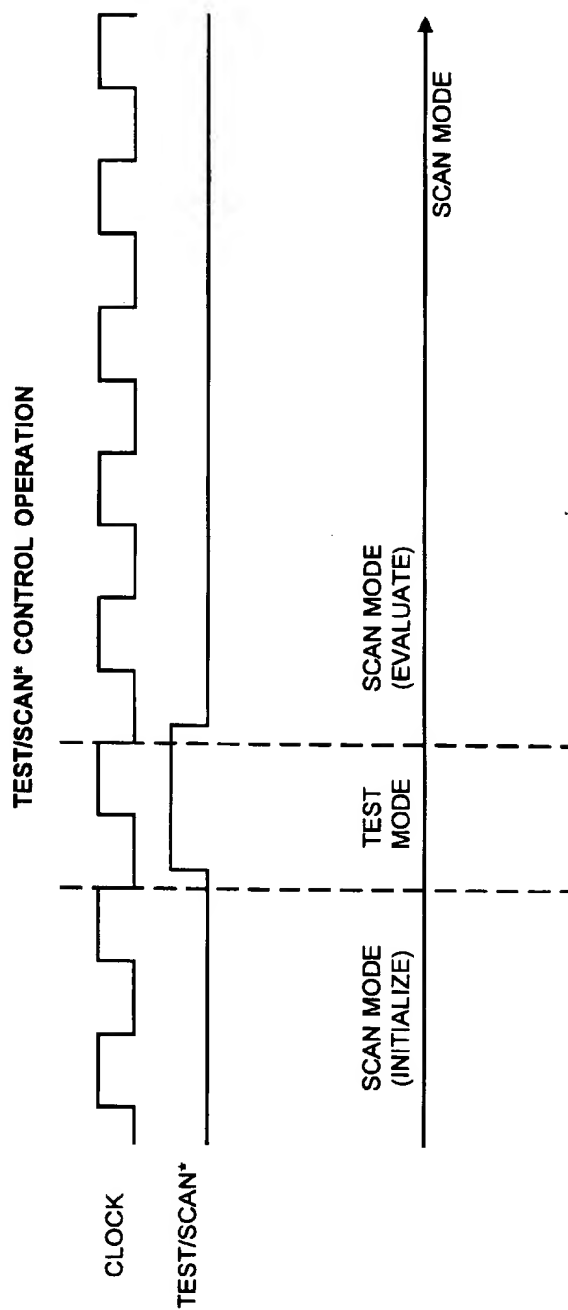 TEST/SCAN* CONTROL OPERATION
CLOCK
TEST/SCAN*
SCAN MODE
(INITIALIZE)
TEST
MODE
SCAN MODE
(EVALUATE)
SCAN MODE